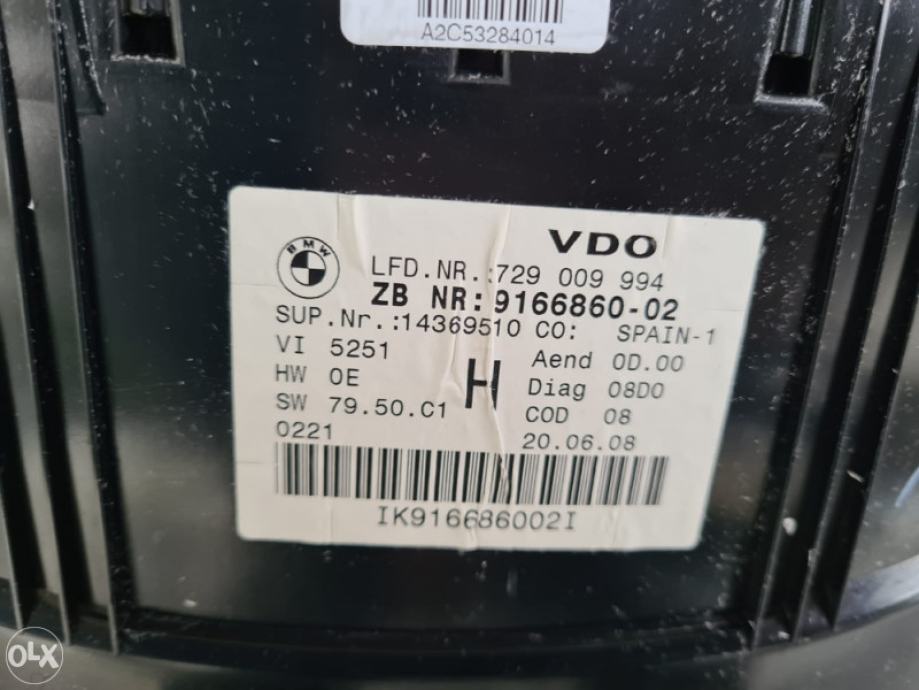 A2C53284014
VDO
BMW
LFD.NR.:729 009 994
ZB NR:9166860-02
SUP.Nr.:14369510 CO: SPAIN-1
VI 5251
Aend 0D.00
HW 0E
H
Diag 08D0
SW 79.50.C1
COD 08
0221
20.06.08
IK916686002I
OLX